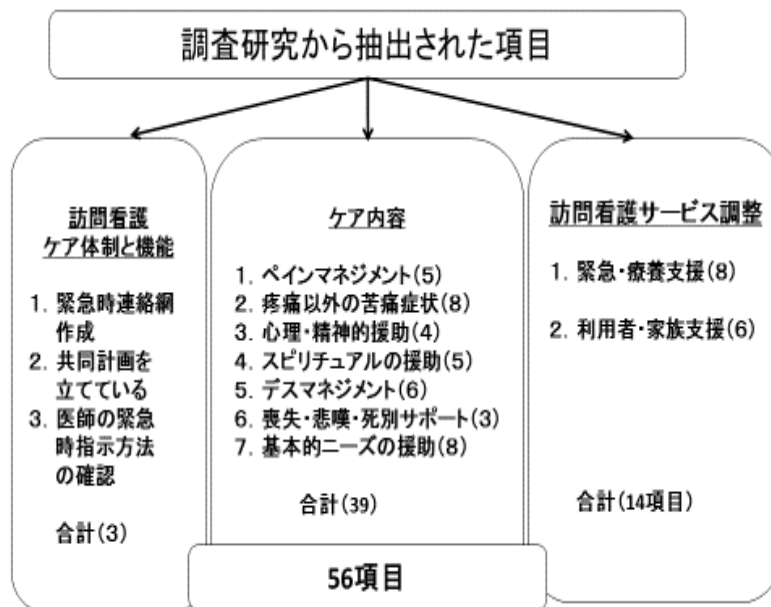 調査研究から抽出された項目
訪問看護
ケア体制と機能
1. 緊急時連絡網
作成
2. 共同計画を
立てている
3. 医師の緊急
時指示方法
の確認
合計(3)
ケア内容
1. ペインマネジメント(5)
2. 疼痛以外の苦痛症状(8)
3. 心理・精神的援助(4)
4. スピリチュアルの援助(5)
5. デスマネジメント(6)
6. 喪失・悲嘆・死別サポート(3)
7. 基本的ニーズの援助(8)
合計(39)
訪問看護サービス調整
1. 緊急・療養支援(8)
2. 利用者・家族支援(6)
合計(14項目)
56項目